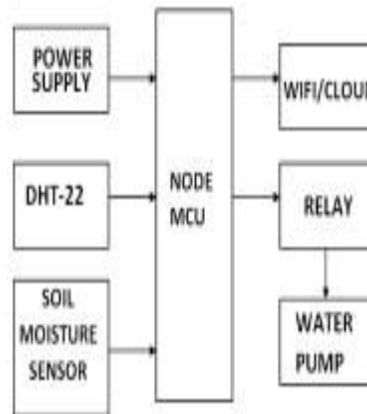 POWER
SUPPLY
DHT-22
SOIL
MOISTURE
SENSOR
NODE
MCU
WIFI/CLOUD
RELAY
WATER
PUMP